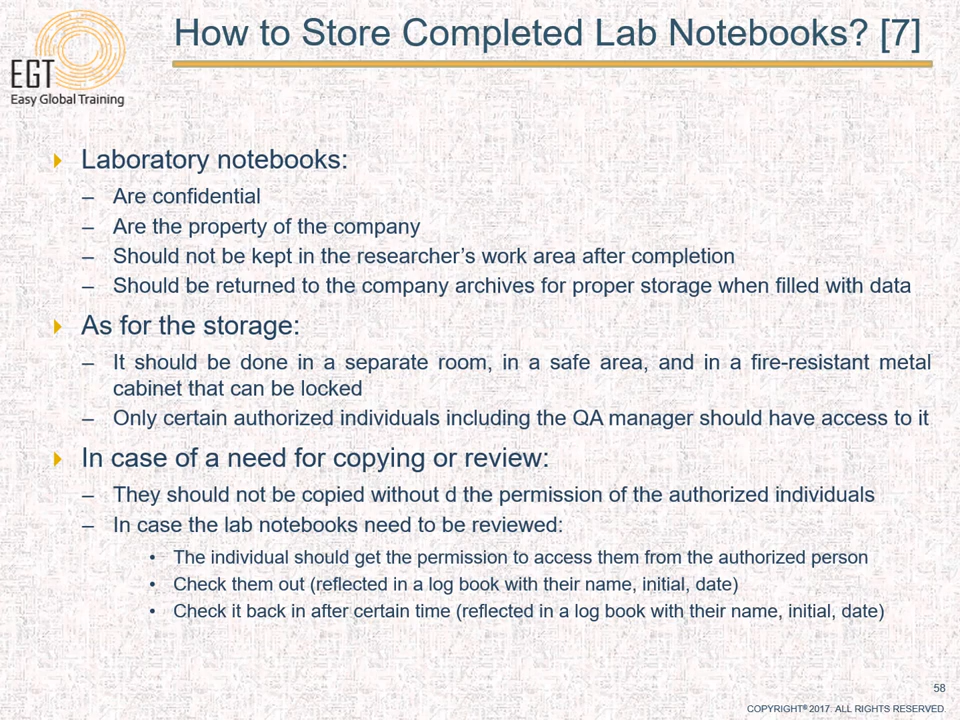 How to Store Completed Lab Notebooks? [7]
EGT
Easy Global Training
Laboratory notebooks:
– Are confidential
– Are the property of the company
– Should not be kept in the researcher’s work area after completion
– Should be returned to the company archives for proper storage when filled with data
As for the storage:
– It should be done in a separate room, in a safe area, and in a fire-resistant metal
cabinet that can be locked
– Only certain authorized individuals including the QA manager should have access to it
In case of a need for copying or review:
– They should not be copied without d the permission of the authorized individuals
– In case the lab notebooks need to be reviewed:
• The individual should get the permission to access them from the authorized person
• Check them out (reflected in a log book with their name, initial, date)
• Check it back in after certain time (reflected in a log book with their name, initial, date)
58
COPYRIGHT® 2017. ALL RIGHTS RESERVED.